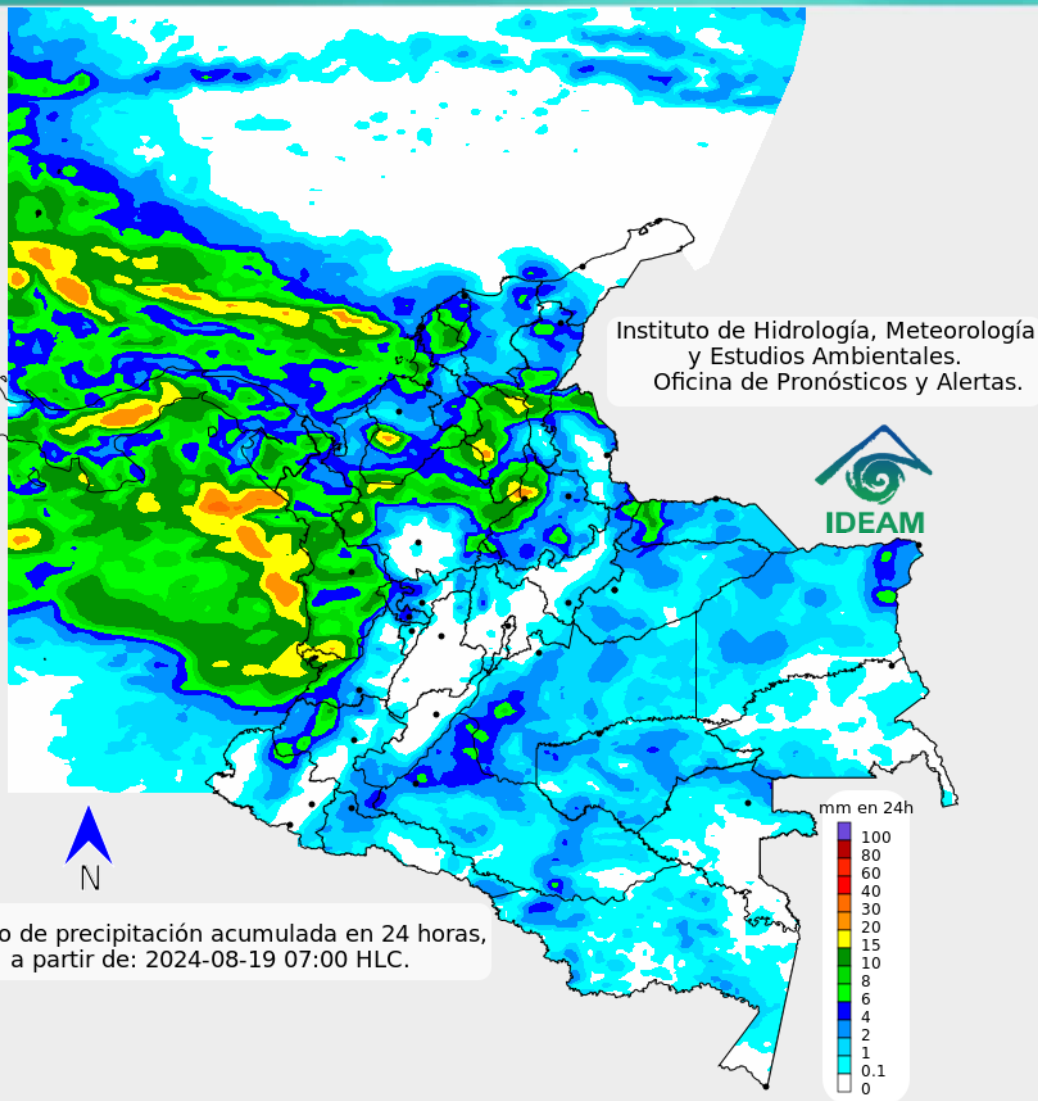 Instituto de Hidrología, Meteorología
y Estudios Ambientales.
Oficina de Pronósticos y Alertas.
IDEAM
mm en 24h
100
80
60
40
30
20
15
10
8
6
4
2
1
0.1
0
N
de precipitación acumulada en 24 horas,
a partir de: 2024-08-19 07:00 HLC.